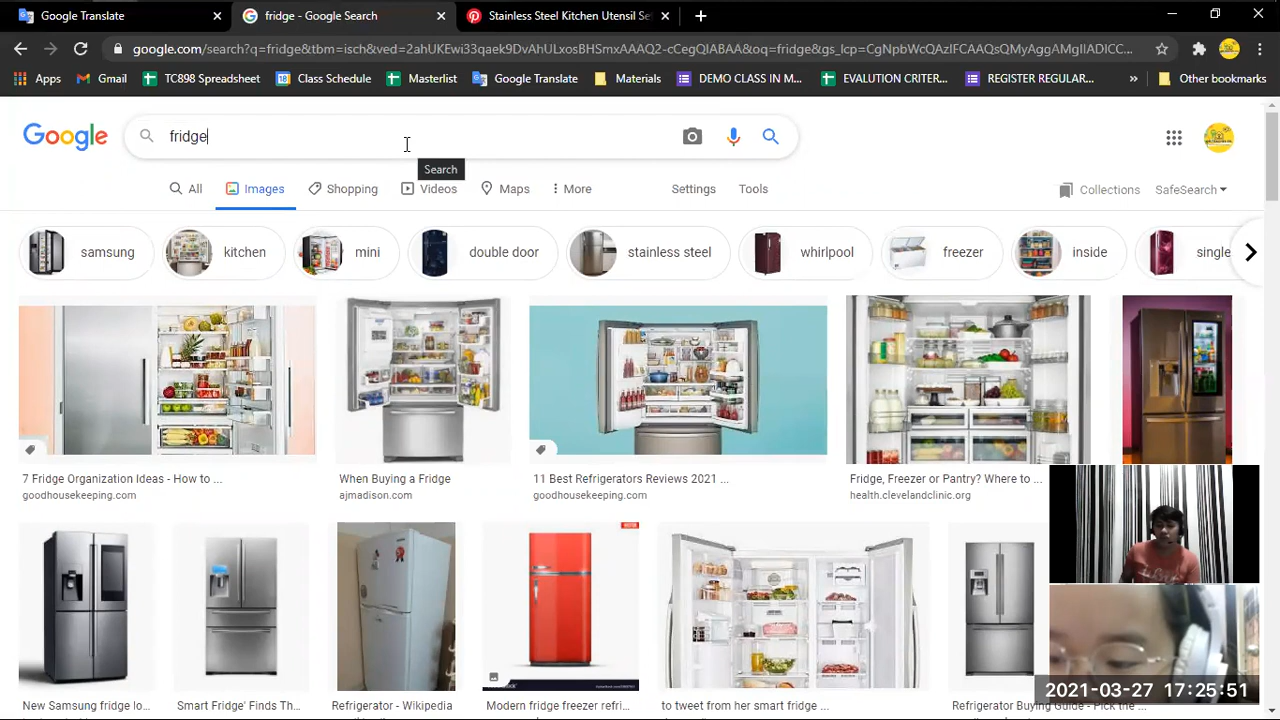 Google Translate
fridge - Google Search
Stainless Steel Kitchen Utensil Set
google.com/search?q=fridge&tbm=isch&ved=2ahUKEwi33qaek9DvAhULxosBHSmxAAAQ2-cCegQIABAA&oq=fridge&gs_lcp=CgNpbWcQAzIFCAAQsQMyAggAMgIIADICC...
Apps
Gmail
TC898 Spreadsheet
Class Schedule
Masterlist
Google Translate
Materials
DEMO CLASS IN M...
EVALUTION CRITER...
REGISTER REGULAR...
»
Other bookmarks
Google
fridge
Search
All
Images
Shopping
Videos
Maps
More
Settings
Tools
Collections
SafeSearch
samsung
kitchen
mini
double door
stainless steel
whirlpool
freezer
inside
single
7 Fridge Organization Ideas - How to ...
goodhousekeeping.com
When Buying a Fridge
ajmadison.com
11 Best Refrigerators Reviews 2021 ...
goodhousekeeping.com
Fridge, Freezer or Pantry? Where to ...
health.clevelandclinic.org
New Samsung fridge lo...
Smart Fridge' Finds Th...
Refrigerator - Wikipedia
Modern fridge freezer refri...
to tweet from her smart fridge ...
Refrigerator Buying Guide - Pick the ...
2021-03-27 17:25:51